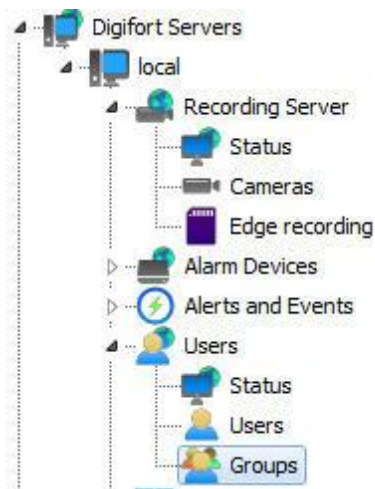 Digifort Servers
local
Recording Server
Status
Cameras
Edge recording
Alarm Devices
Alerts and Events
Users
Status
Users
Groups